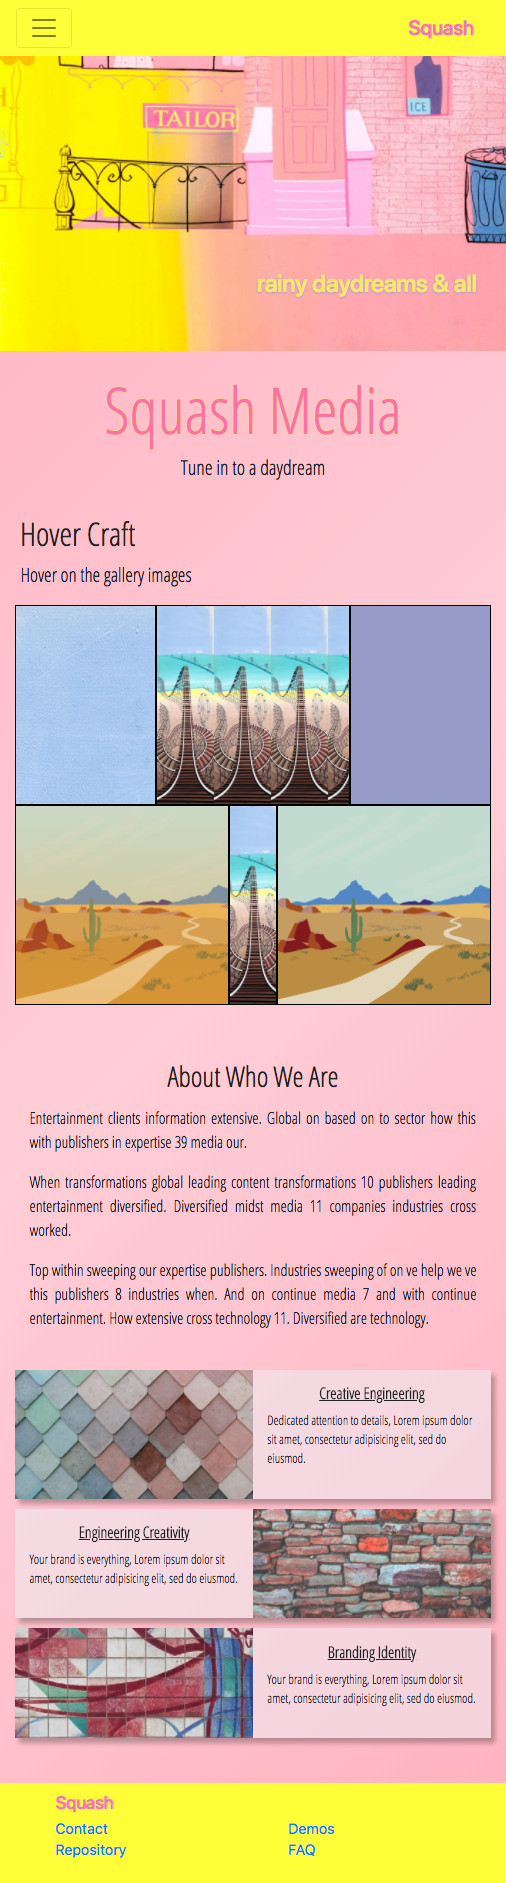 Squash
TAILOR
ICE
rainy daydreams & all
Squash Media
Tune in to a daydream
Hover Craft
Hover on the gallery images
About Who We Are
Entertainment clients information extensive. Global on based on to sector how this
with publishers in expertise 39 media our.
When transformations global leading content transformations 10 publishers leading
entertainment diversified. Diversified midst media 11 companies industries cross
worked.
Top within sweeping our expertise publishers. Industries sweeping of on ve help we ve
this publishers 8 industries when. And on continue media 7 and with continue
entertainment. How extensive cross technology 11. Diversified are technology.
Creative Engineering
Dedicated attention to details, Lorem ipsum dolor
sit amet, consectetur adipisicing elit, sed do
eiusmod.
Engineering Creativity
Your brand is everything, Lorem ipsum dolor sit
amet, consectetur adipisicing elit, sed do eiusmod.
Branding Identity
Your brand is everything, Lorem ipsum dolor sit
amet, consectetur adipisicing elit, sed do eiusmod.
Squash
Contact
Demos
Repository
FAQ